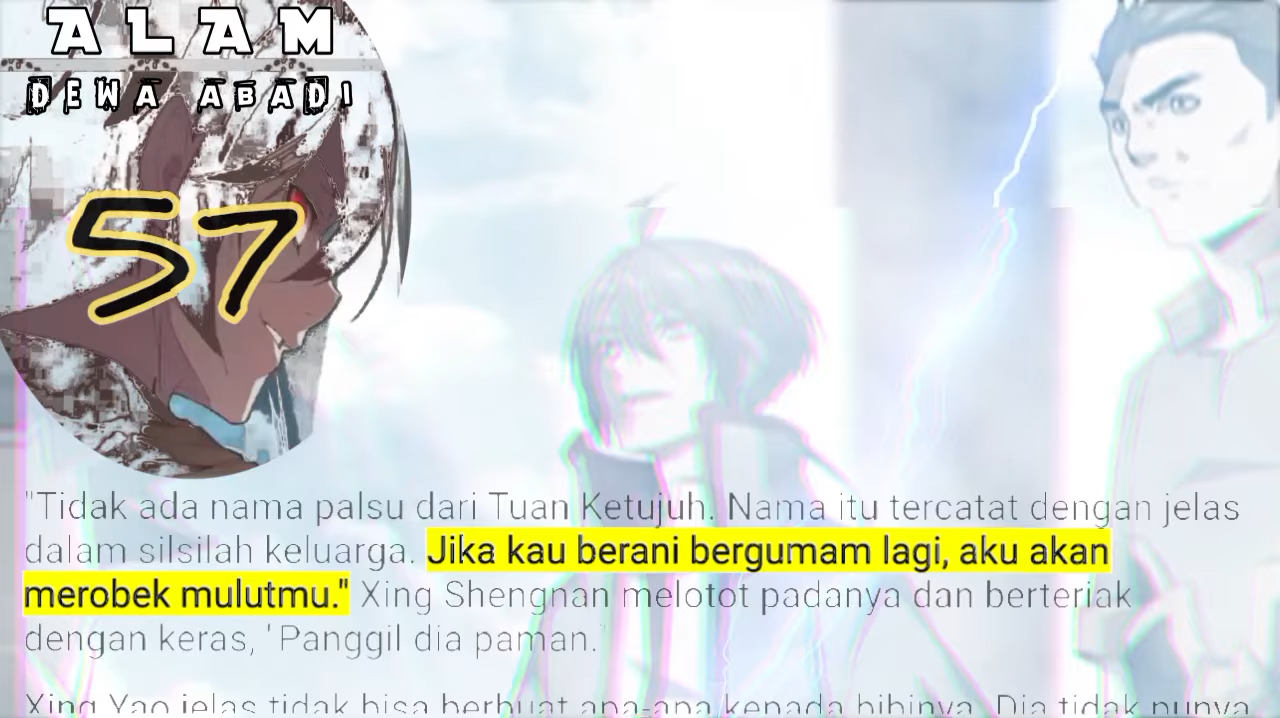 ALAM
DEWA ABADI
57
"Tidak ada nama palsu dari Tuan Ketujuh. Nama itu tercatat dengan jelas
dalam silsilah keluarga. Jika kau berani bergumam lagi, aku akan
merobek mulutmu." Xing Shengnan melotot padanya dan berteriak
dengan keras, "Panggil dia paman."
Xing Yao jelas tidak bisa berbuat apa-apa kepada bibinya. Dia tidak punya